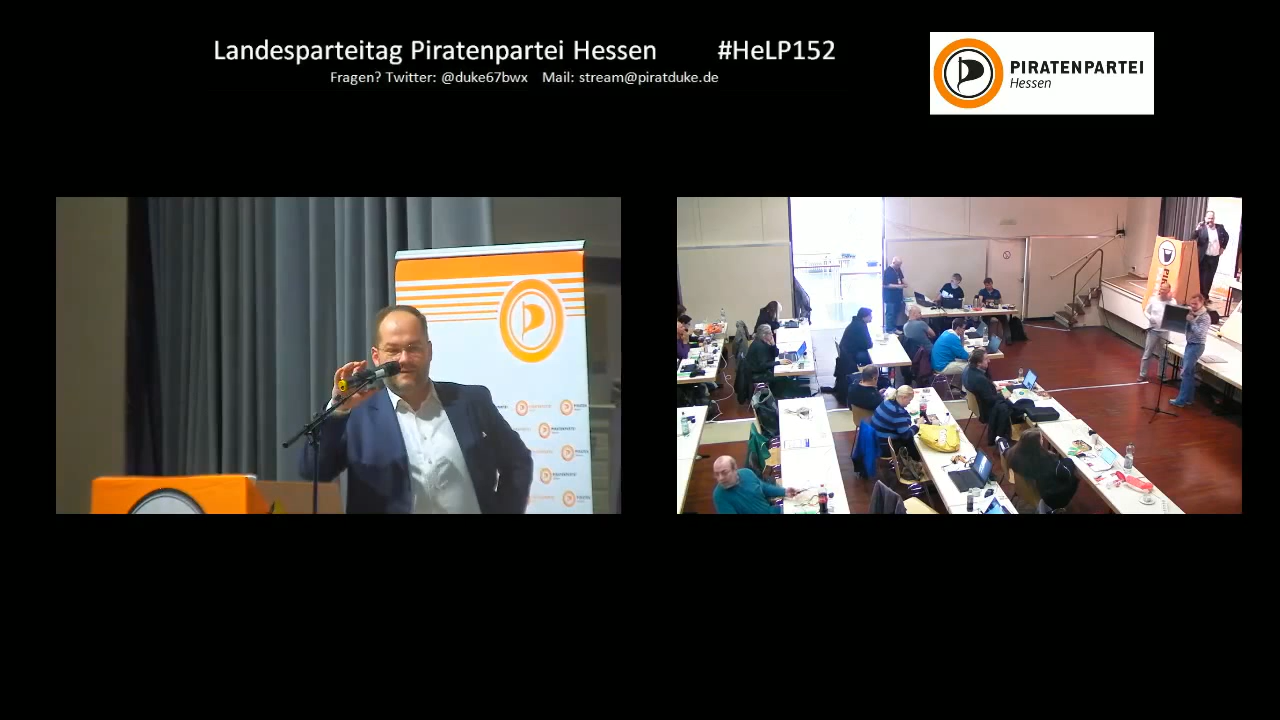 Landesparteitag Piratenpartei Hessen #HeLP152
Fragen? Twitter: @duke67bwx Mail: stream@piratduke.de
PIRATENPARTEI
Hessen